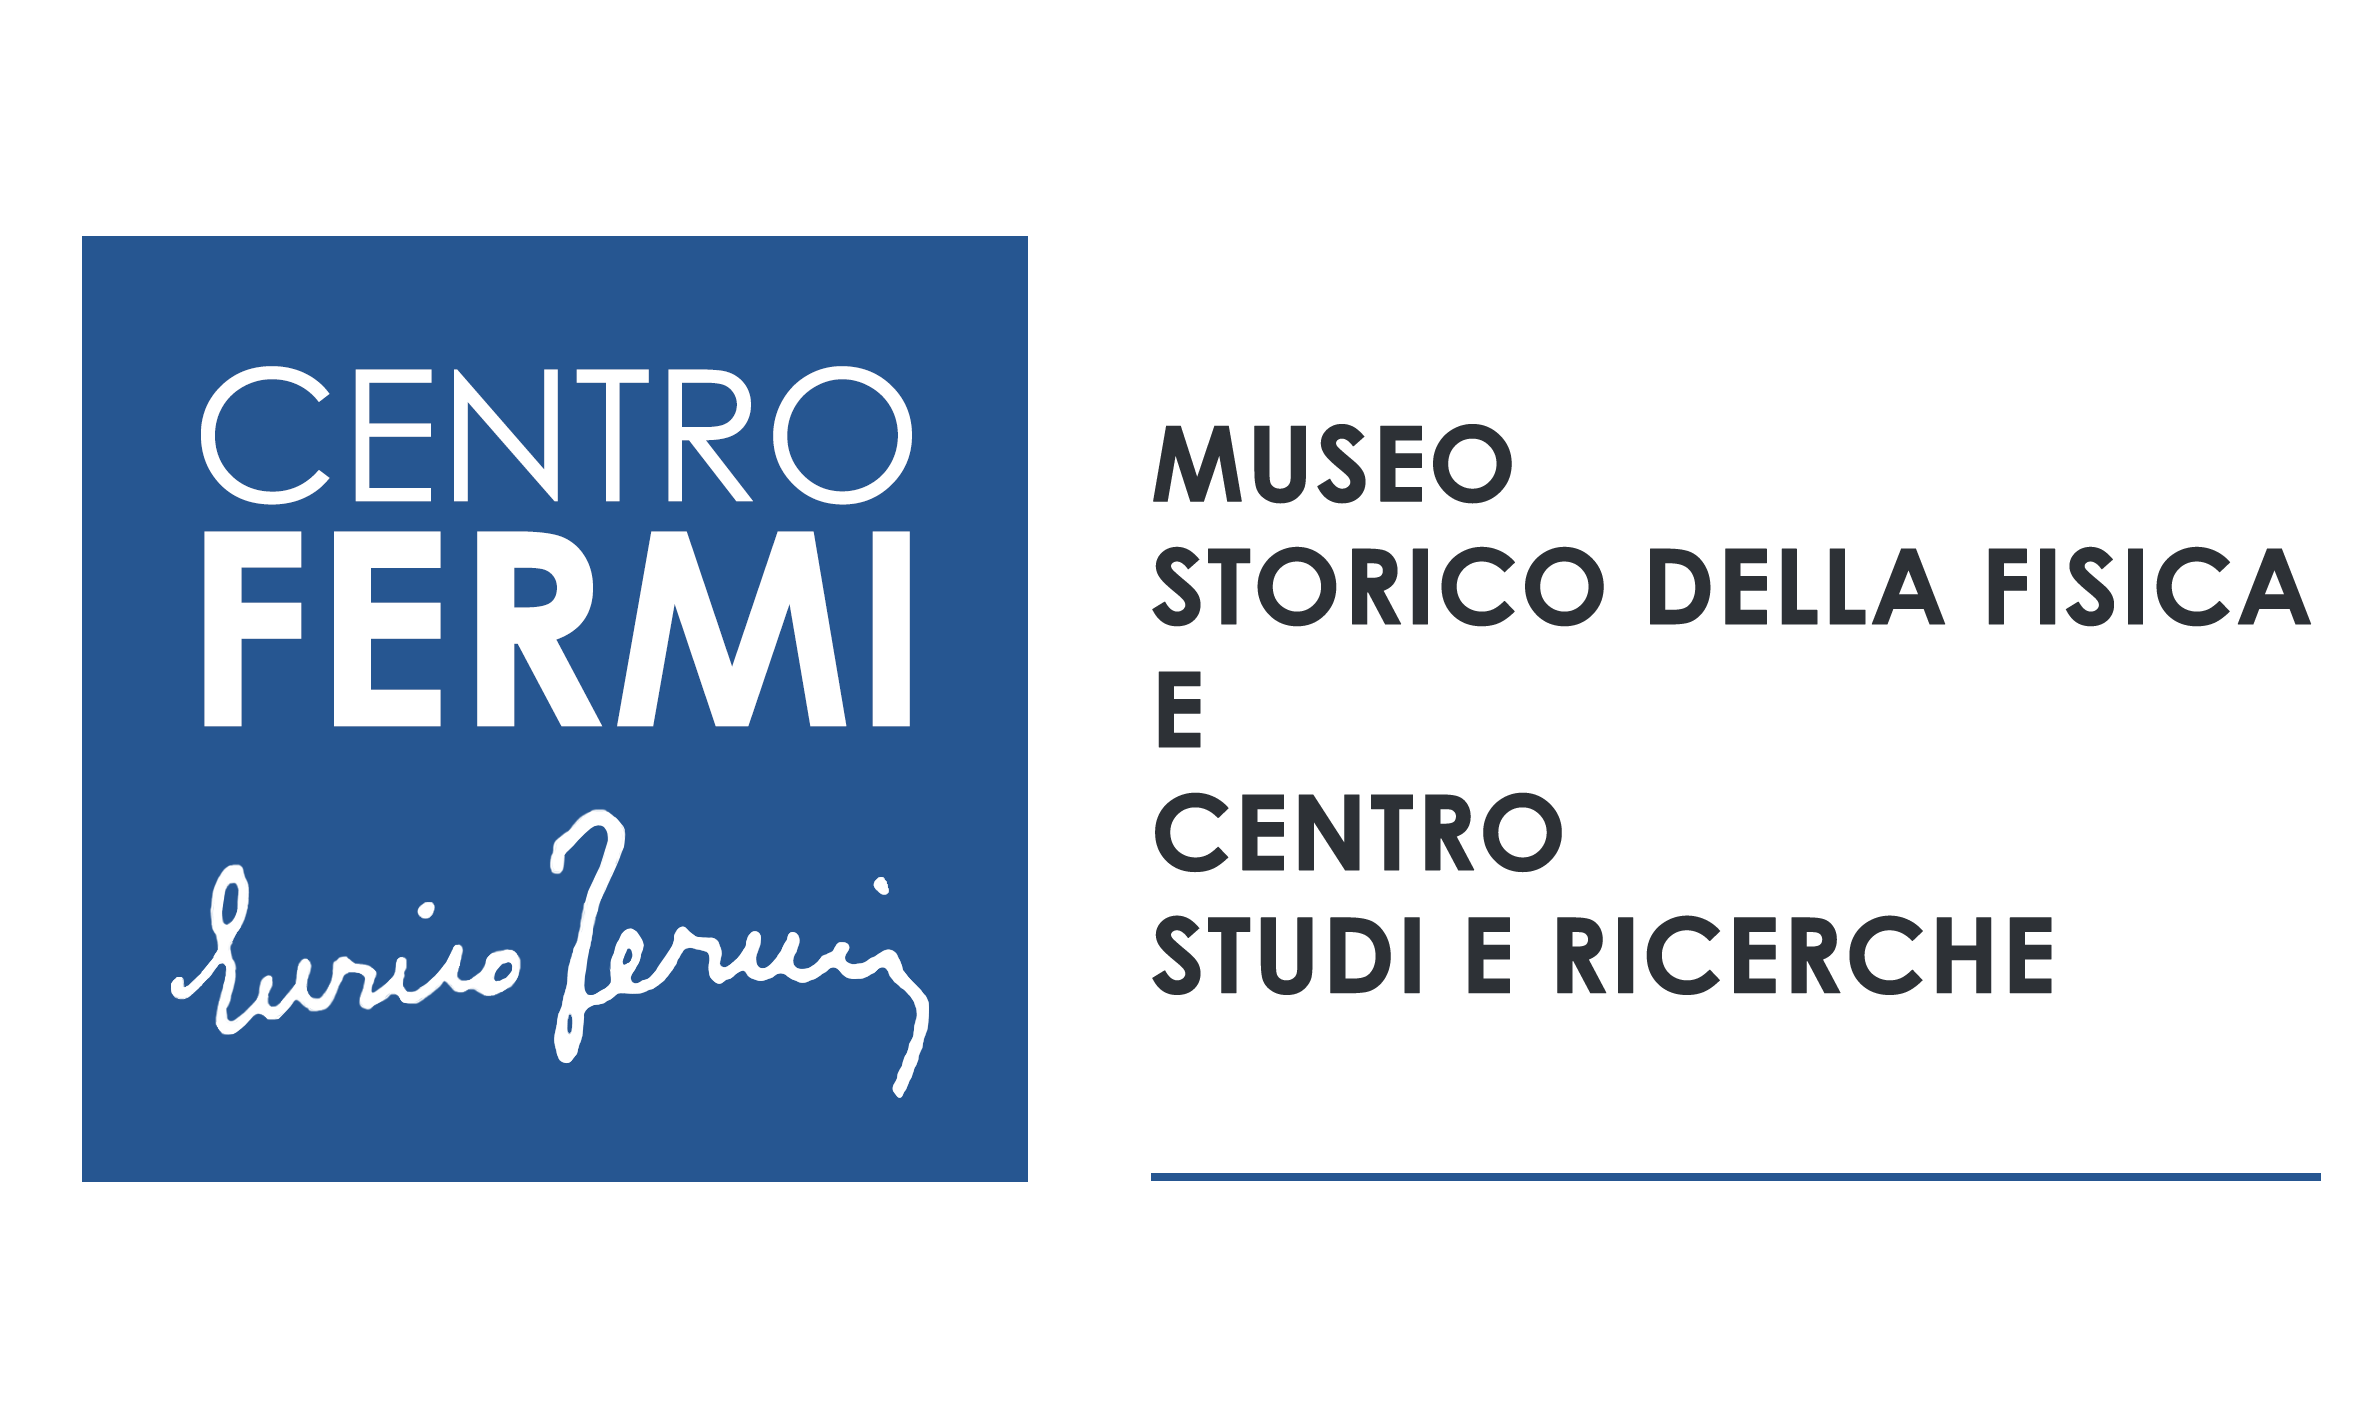 CENTRO
FERMI
Enrico Fermi
MUSEO
STORICO DELLA FISICA
E
CENTRO
STUDI E RICERCHE